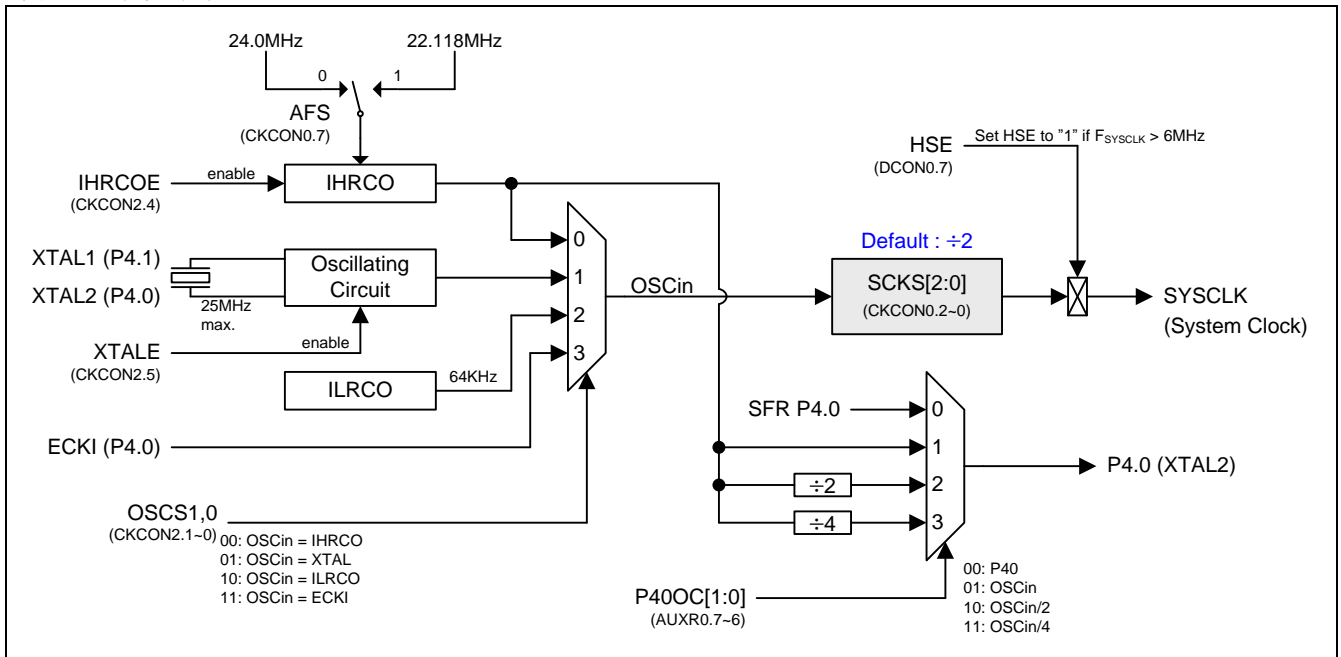 24.0MHz
22.118MHz
0
1
AFS
(CKCON0.7)
HSE
Set HSE to "1" if FSYSCLK > 6MHz
(DCON0.7)
IHRCOE
enable
IHRCO
(CKCON2.4)
Default : ÷2
XTAL1 (P4.1)
XTAL2 (P4.0)
25MHz
max.
Oscillating
Circuit
0
1
2
3
OSCin
SCKS[2:0]
(CKCON0.2~0)
SYSCLK
(System Clock)
XTALE
enable
(CKCON2.5)
ILRCO
64KHz
ECKI (P4.0)
SFR P4.0
0
1
÷2
2
÷4
3
P4.0 (XTAL2)
OSCS1,0
(CKCON2.1~0)
00: OSCin = IHRCO
01: OSCin = XTAL
10: OSCin = ILRCO
11: OSCin = ECKI
P40OC[1:0]
(AUXR0.7~6)
00: P40
01: OSCin
10: OSCin/2
11: OSCin/4